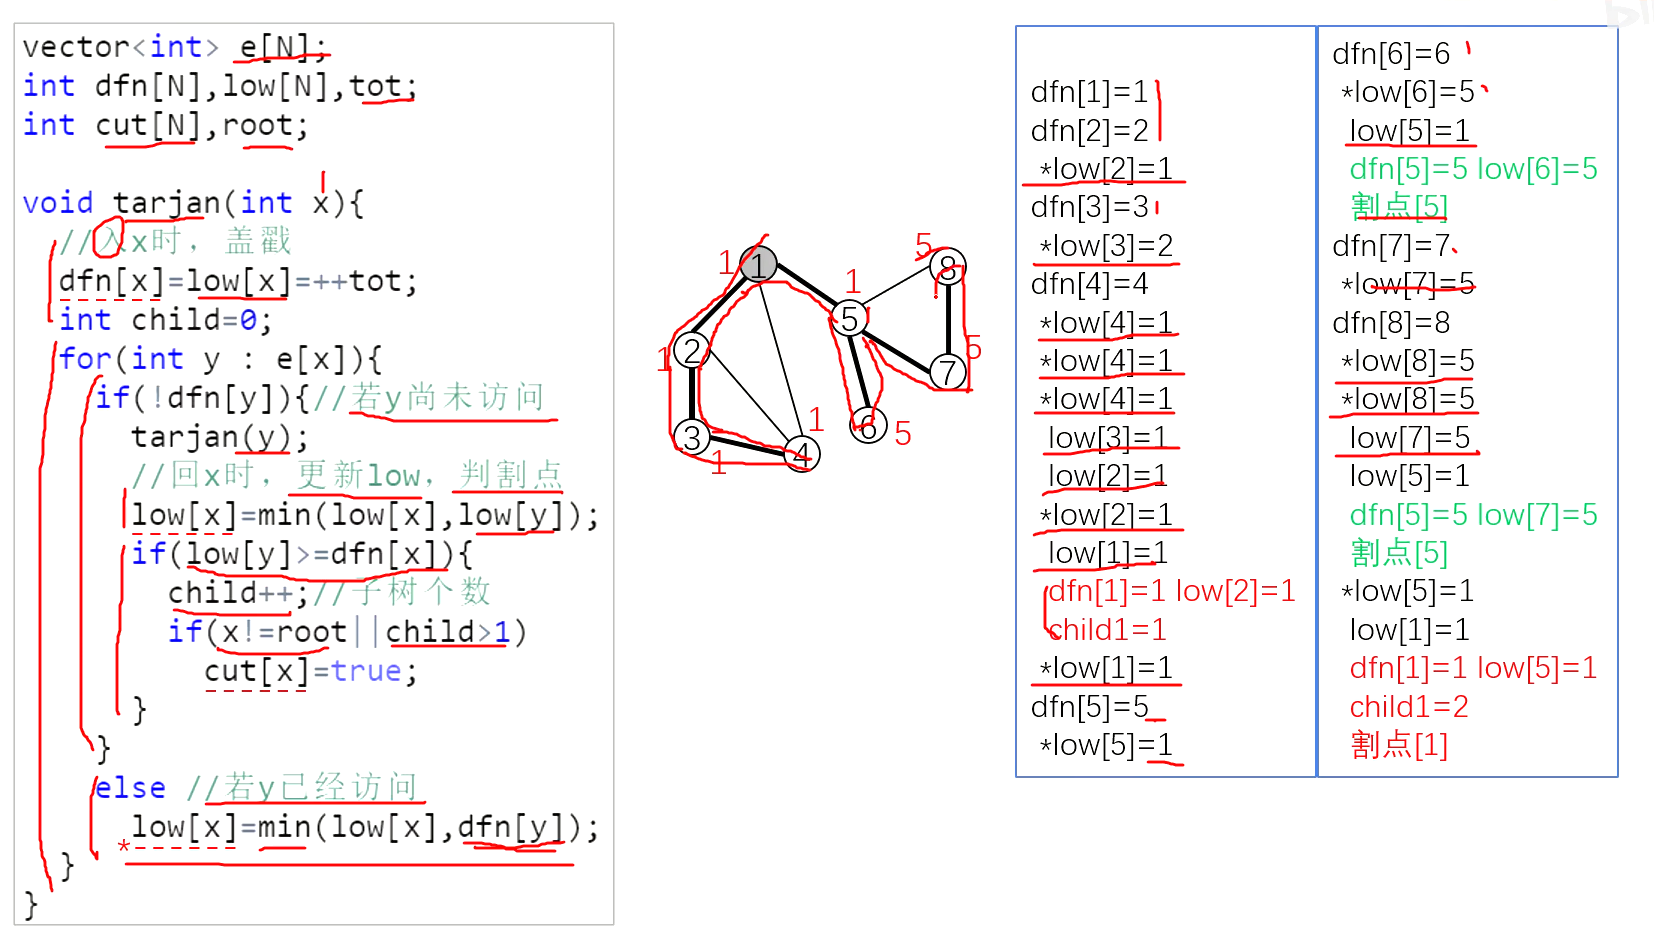 vector<int> e[N];
int dfn[N],low[N],tot;
int cut[N],root;
void tarjan(int x){
//入x时，盖戳
dfn[x]=low[x]=++tot;
int child=0;
for(int y : e[x]){
if(!dfn[y]){//若y尚未访问
tarjan(y);
//回x时，更新low，判割点
low[x]=min(low[x],low[y]);
if(low[y]>=dfn[x]){
child++;//子树个数
if(x!=root||child>1)
cut[x]=true;
}
}
else //若y已经访问
low[x]=min(low[x],dfn[y]);
*
}
}
1 1
1 5
5 8
1 2
5
7 5
3 1
1 4
6 5
dfn[1]=1
dfn[2]=2
*low[2]=1
dfn[3]=3
*low[3]=2
dfn[4]=4
*low[4]=1
*low[4]=1
*low[4]=1
low[3]=1
low[2]=1
*low[2]=1
low[1]=1
dfn[1]=1 low[2]=1
child1=1
*low[1]=1
dfn[5]=5
*low[5]=1
dfn[6]=6
*low[6]=5
low[5]=1
dfn[5]=5 low[6]=5
割点[5]
dfn[7]=7
*low[7]=5
dfn[8]=8
*low[8]=5
*low[8]=5
low[7]=5
low[5]=1
dfn[5]=5 low[7]=5
割点[5]
*low[5]=1
low[1]=1
dfn[1]=1 low[5]=1
child1=2
割点[1]